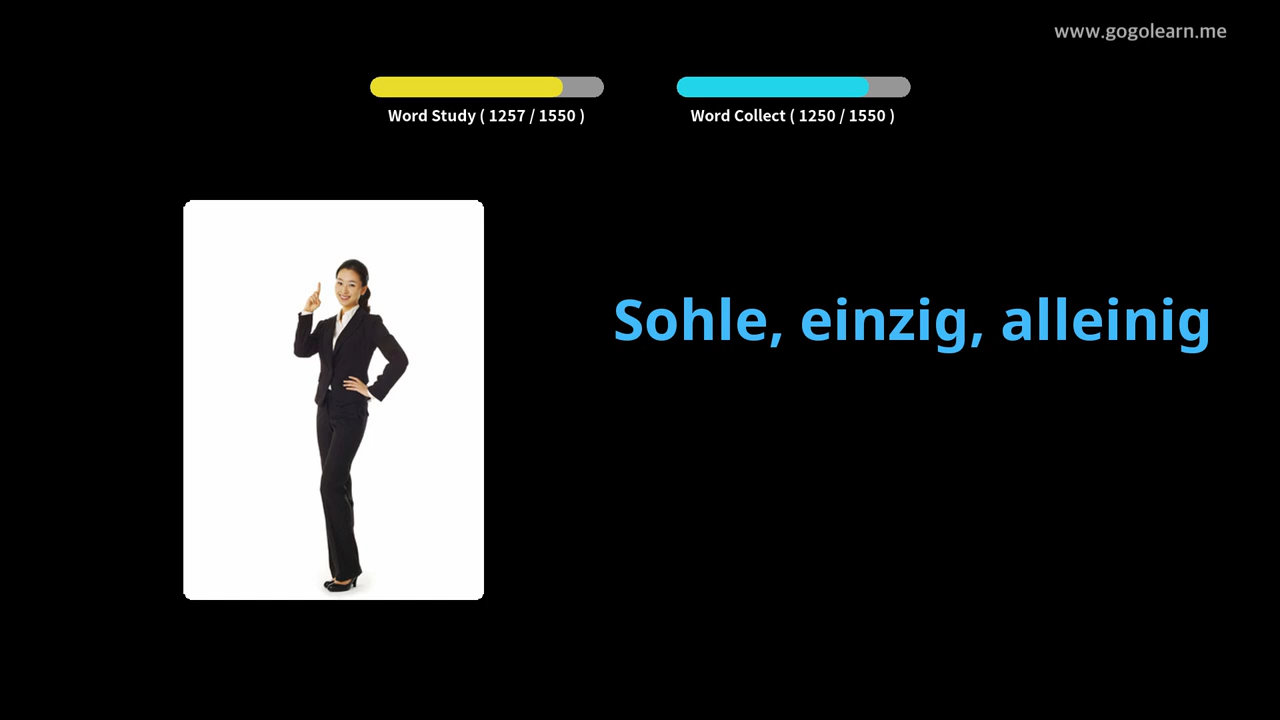 www.gogolearn.me
Word Study ( 1257 / 1550 )
Word Collect ( 1250 / 1550 )
Sohle, einzig, alleinig